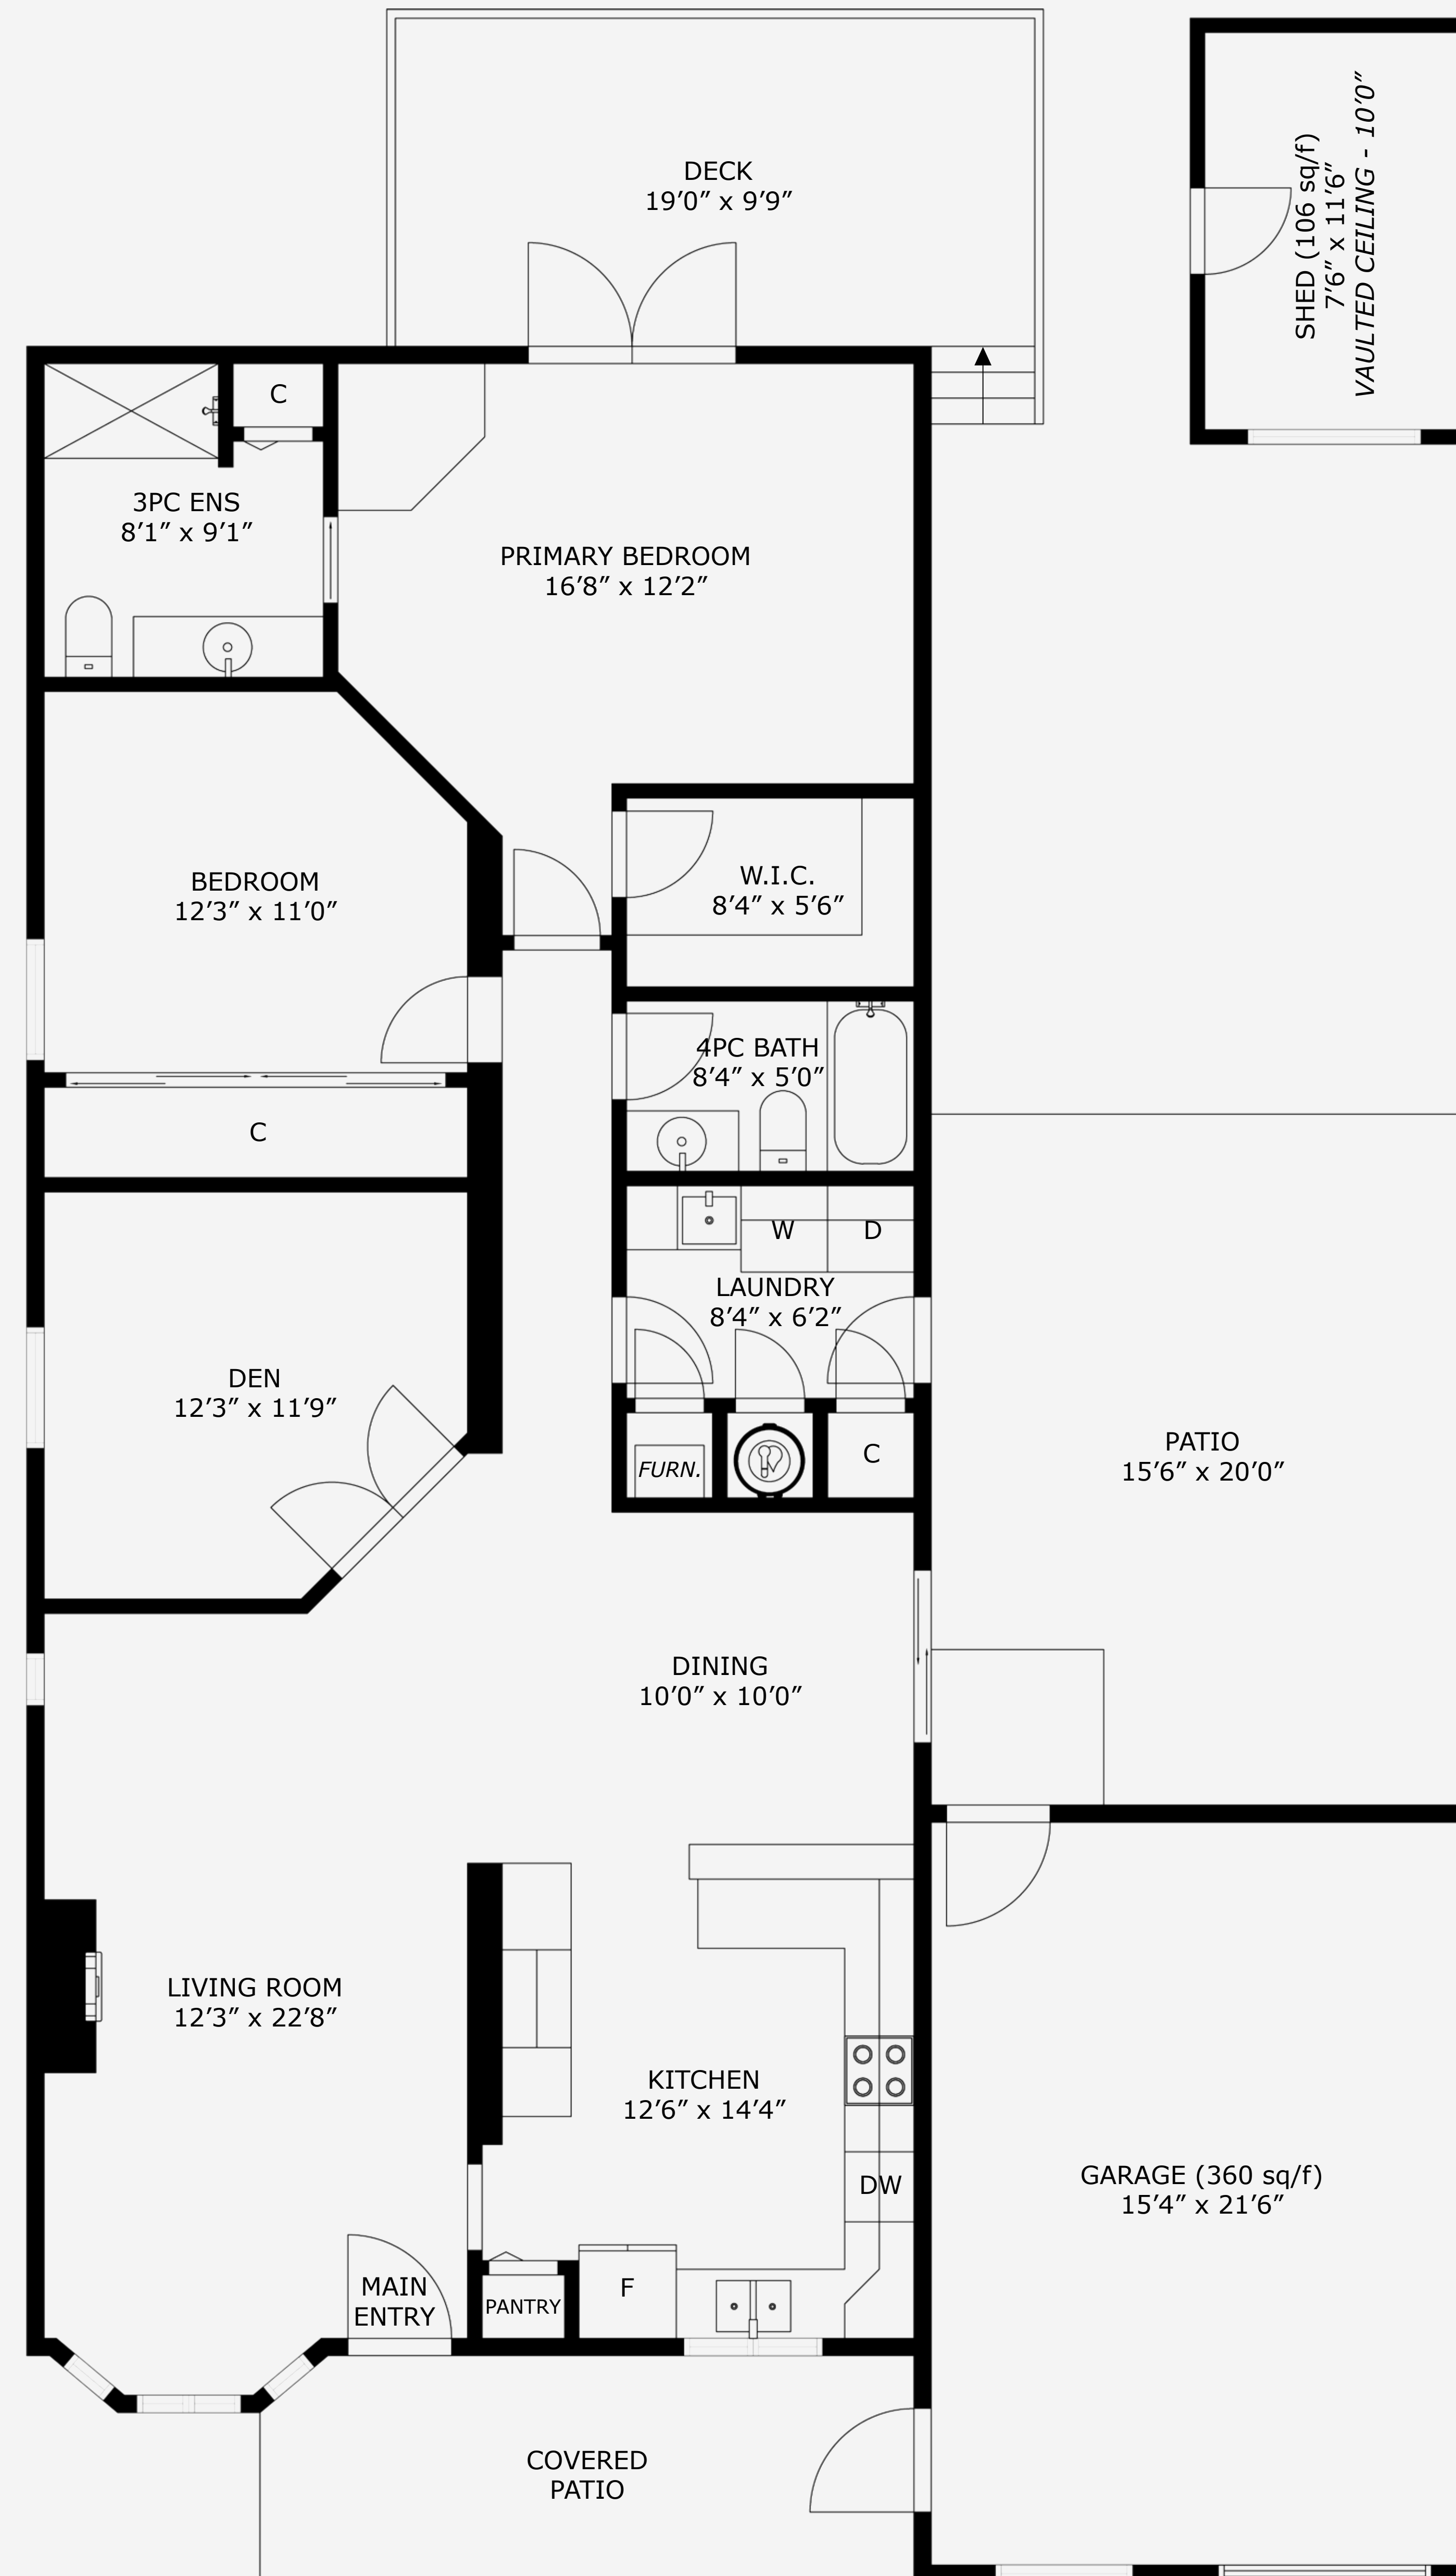 DECK
19′0″ x 9′9″
SHED (106 sq/f)
7′6″ x 11′6″
VAULTED CEILING - 10′0″
C
3PC ENS
8′1″ x 9′1″
PRIMARY BEDROOM
16′8″ x 12′2″
BEDROOM
12′3″ x 11′0″
W.I.C.
8′4″ x 5′6″
4PC BATH
8′4″ x 5′0″
C
W
D
LAUNDRY
8′4″ x 6′2″
DEN
12′3″ x 11′9″
FURN.
C
PATIO
15′6″ x 20′0″
DINING
10′0″ x 10′0″
LIVING ROOM
12′3″ x 22′8″
KITCHEN
12′6″ x 14′4″
DW
GARAGE (360 sq/f)
15′4″ x 21′6″
MAIN
ENTRY
PANTRY
F
COVERED
PATIO